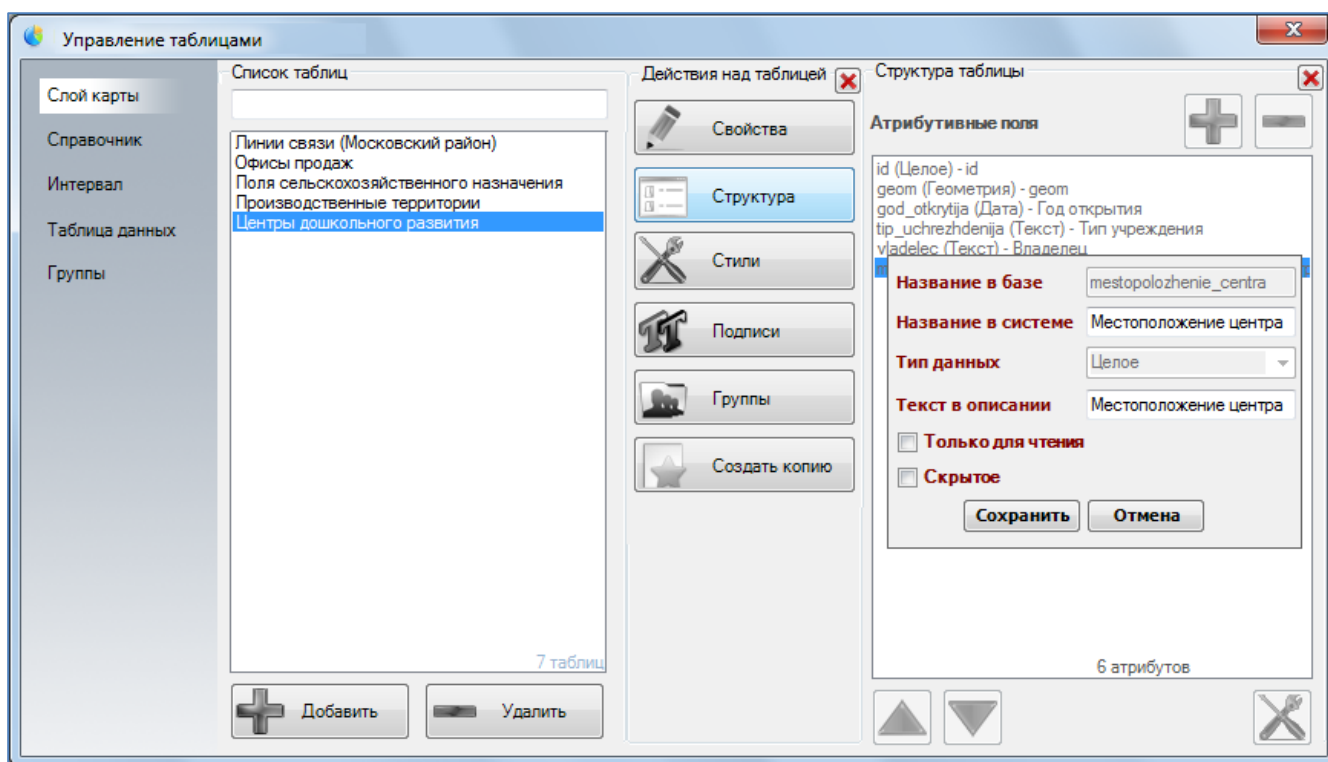 Управление таблицами
Слой карты
Справочник
Интервал
Таблица данных
Группы
Список таблиц
Линии связи (Московский район)
Офисы продаж
Поля сельскохозяйственного назначения
Производственные территории
Центры дошкольного развития
7 таблиц
Добавить
Удалить
Действия над таблицей
Свойства
Структура
Стили
Подписи
Группы
Создать копию
Структура таблицы
Атрибутивные поля
id (Целое) - id
geom (Геометрия) - geom
god_otkrytija (Дата) - Год открытия
tip_uchrezhdenija (Текст) - Тип учреждения
vladelec (Текст) - Владелец
Название в базе mestopolozhenie_centra
Название в системе Местоположение центра
Тип данных Целое
Текст в описании Местоположение центра
Только для чтения
Скрытое
Сохранить Отмена
6 атрибутов